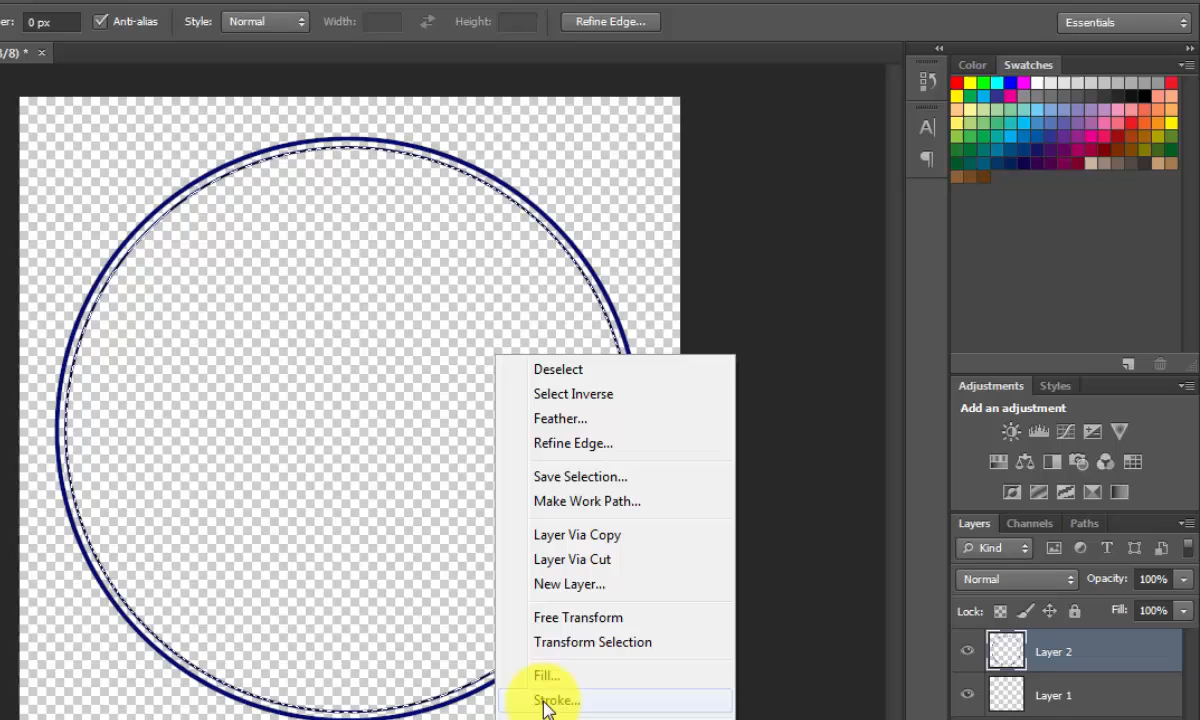 er: 0 px Anti-alias Style: Normal Width: Height: Refine Edge... Essentials
/8) * ×
Color Swatches
Deselect
Select Inverse
Feather...
Refine Edge...
Save Selection...
Make Work Path...
Layer Via Copy
Layer Via Cut
New Layer...
Free Transform
Transform Selection
Fill...
Stroke...
Adjustments Styles
Add an adjustment
Layers Channels Paths
Kind
Normal Opacity: 100%
Lock: Fill: 100%
Layer 2
Layer 1